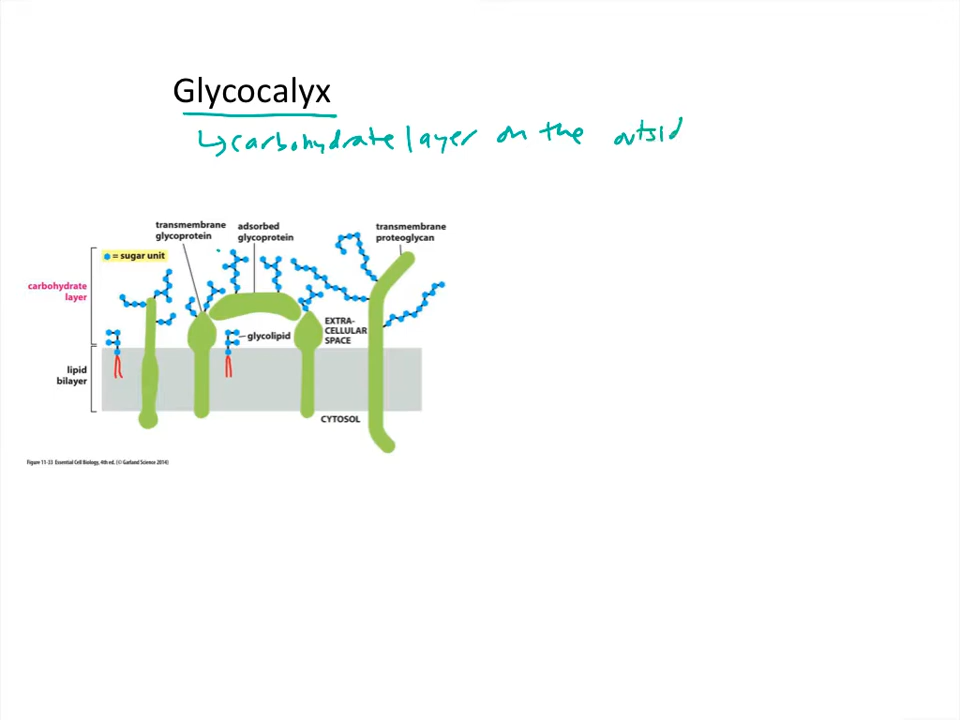 Glycocalyx
↳ carbohydrate layer on the outsid
transmembrane
glycoprotein
adsorbed
glycoprotein
transmembrane
proteoglycan
= sugar unit
carbohydrate
layer
EXTRA-
CELLULAR
SPACE
glycolipid
lipid
bilayer
CYTOSOL
Figure 11-33 Essential Cell Biology, 4th ed. (© Garland Science 2014)